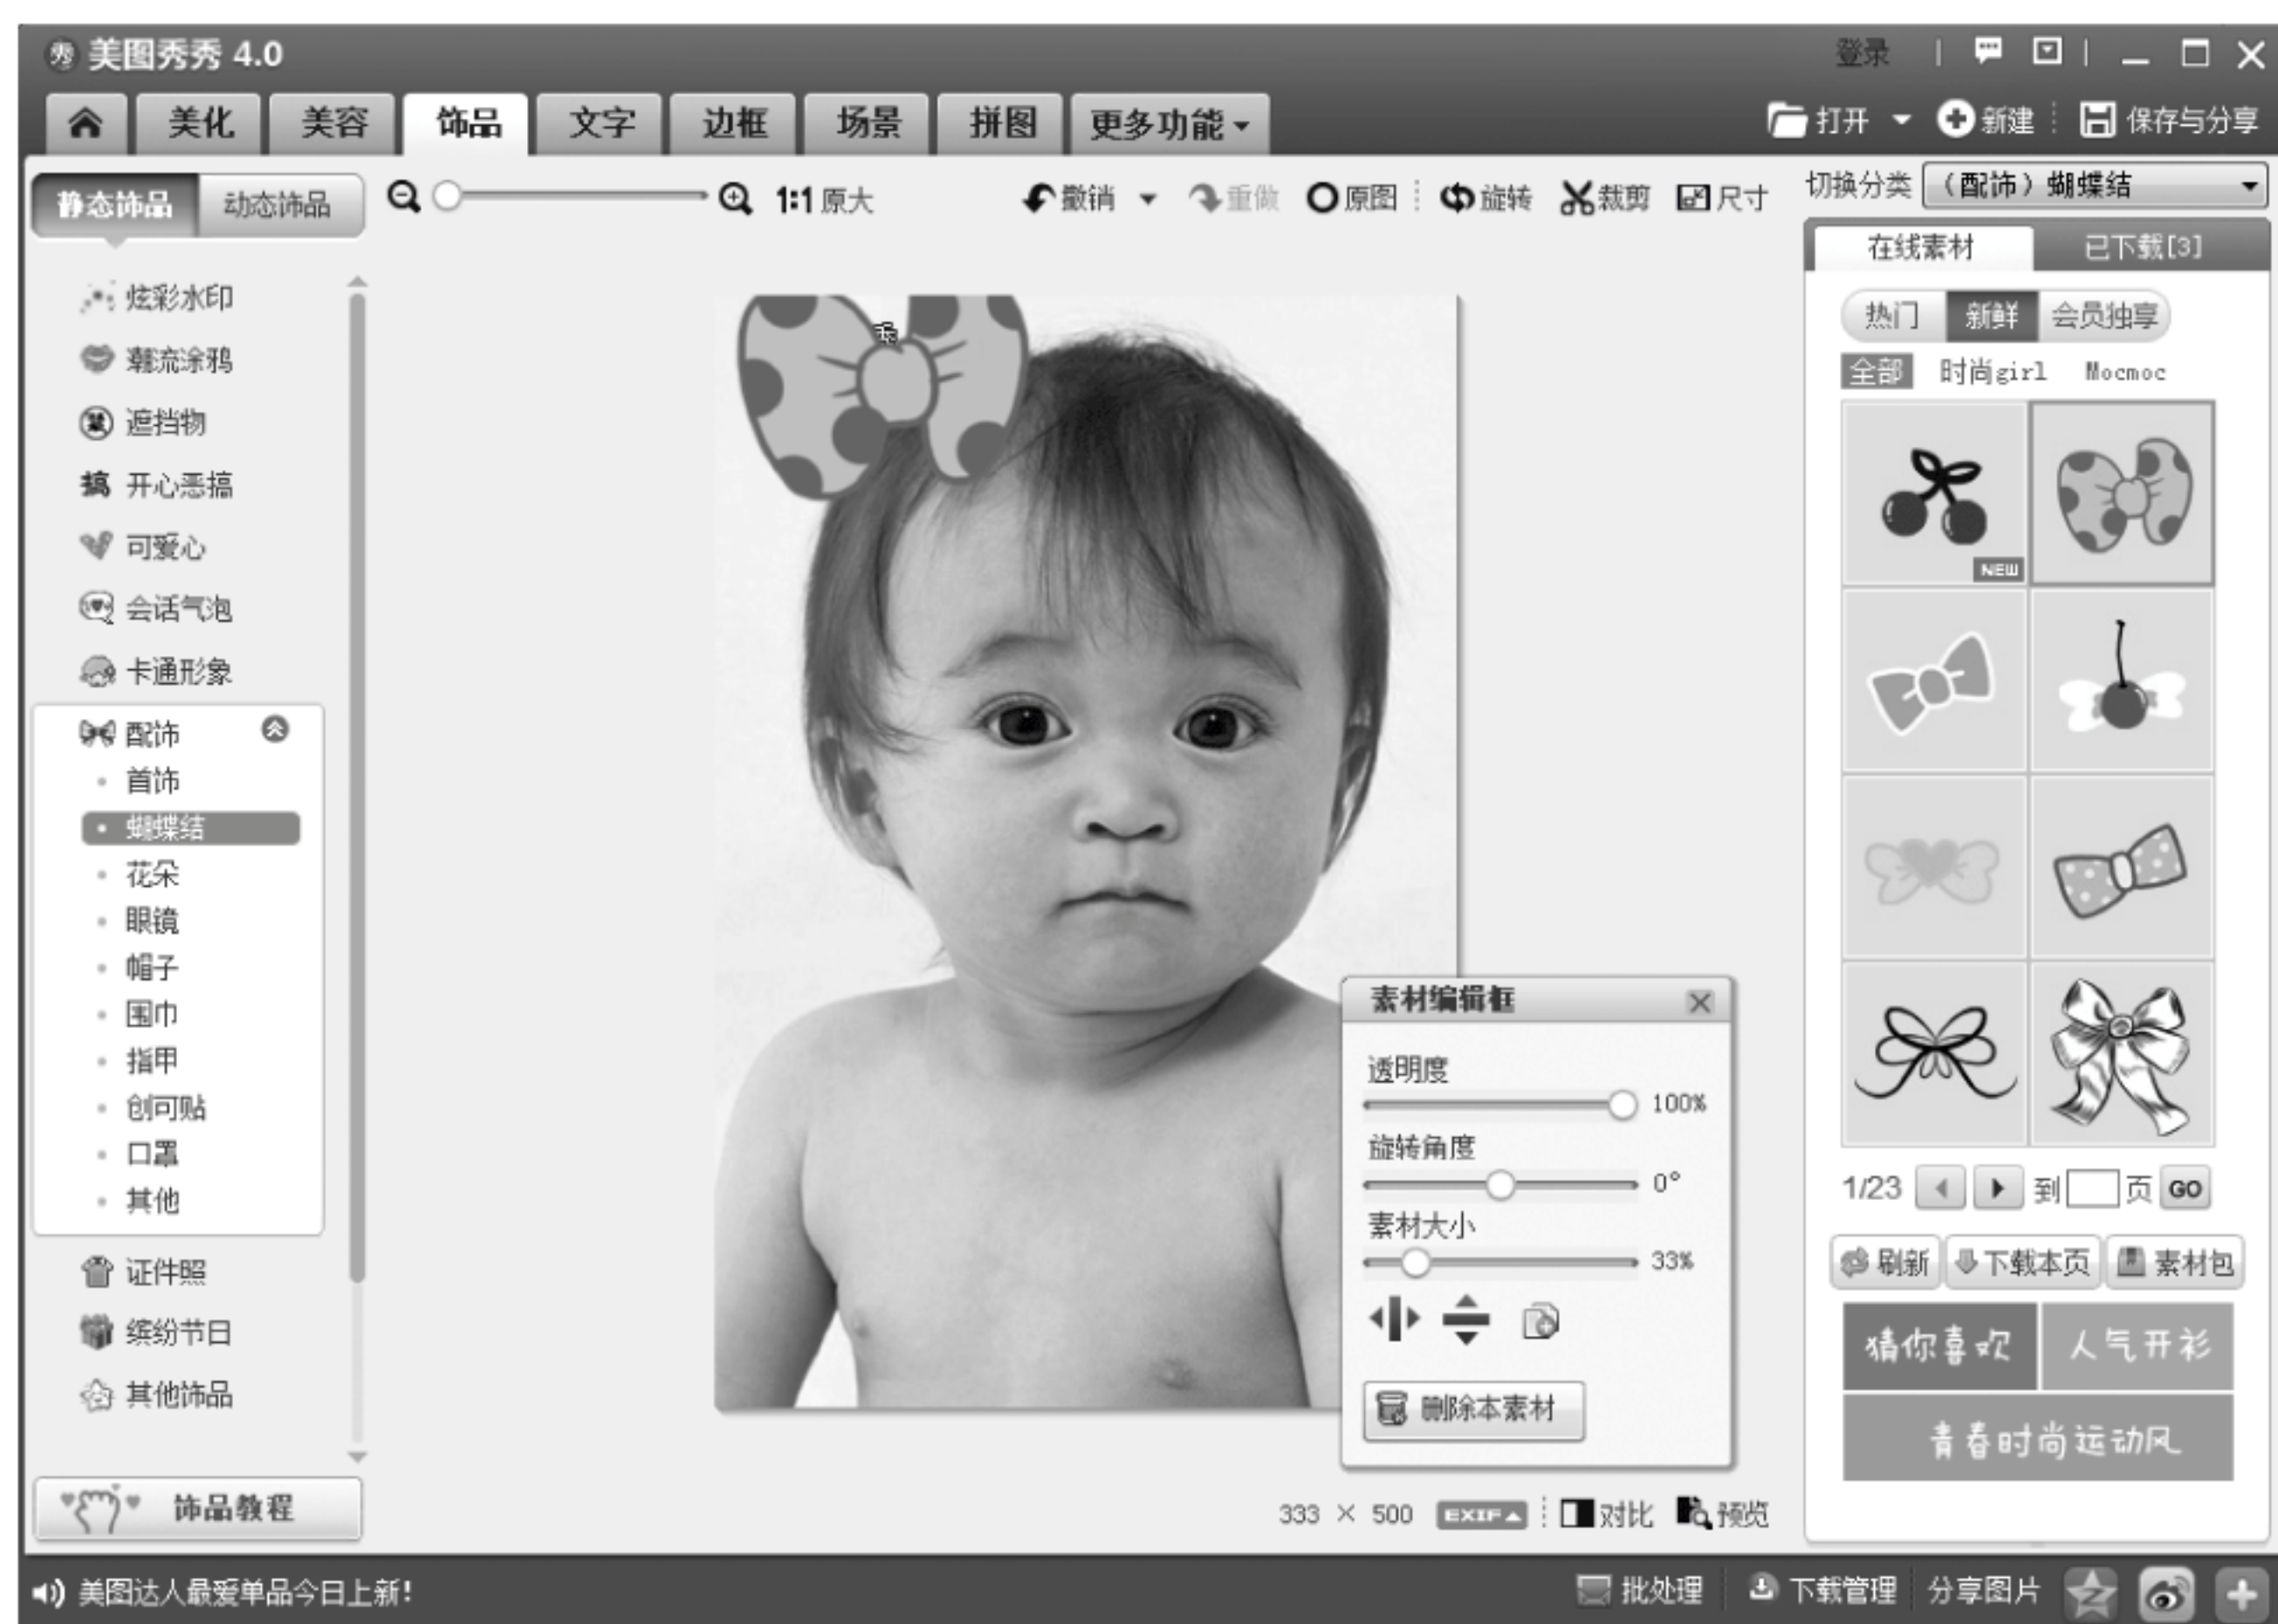 秀 美图秀秀 4.0
登录
美化 美容 饰品 文字 边框 场景 拼图 更多功能
打开 新建 保存与分享
静态饰品 动态饰品
1:1 原大
撤销 重做 原图 旋转 裁剪 尺寸
切换分类 (配饰) 蝴蝶结
在线素材 已下载[3]
热门 新鲜 会员独享
全部 时尚girl Mocmoc
NEW
炫彩水印
潮流涂鸦
遮挡物
搞 开心恶搞
可爱心
会话气泡
卡通形象
配饰
首饰
蝴蝶结
花朵
眼镜
帽子
围巾
指甲
创可贴
口罩
其他
证件照
缤纷节日
其他饰品
饰品教程
素材编辑框
透明度
100%
旋转角度
0°
素材大小
33%
删除本素材
1/23 到 页 GO
刷新 下载本页 素材包
猜你喜欢 人气开衫
青春时尚运动风
333 × 500 EXIF 对比 预览
美图达人最爱单品今日上新!
批处理 下载管理 分享图片